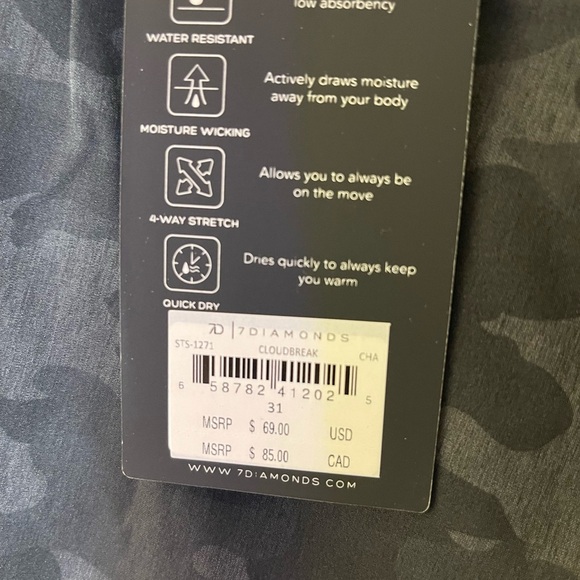 low absorbency
WATER RESISTANT
Actively draws moisture
away from your body
MOISTURE WICKING
Allows you to always be
on the move
4-WAY STRETCH
Dries quickly to always keep
you warm
QUICK DRY
7D | 7DIAMONDS
STS-1271 CLOUDBREAK CHA
6 58782 41202 5
31
MSRP $ 69.00 USD
MSRP $ 85.00 CAD
WWW 7DIAMONDS COM